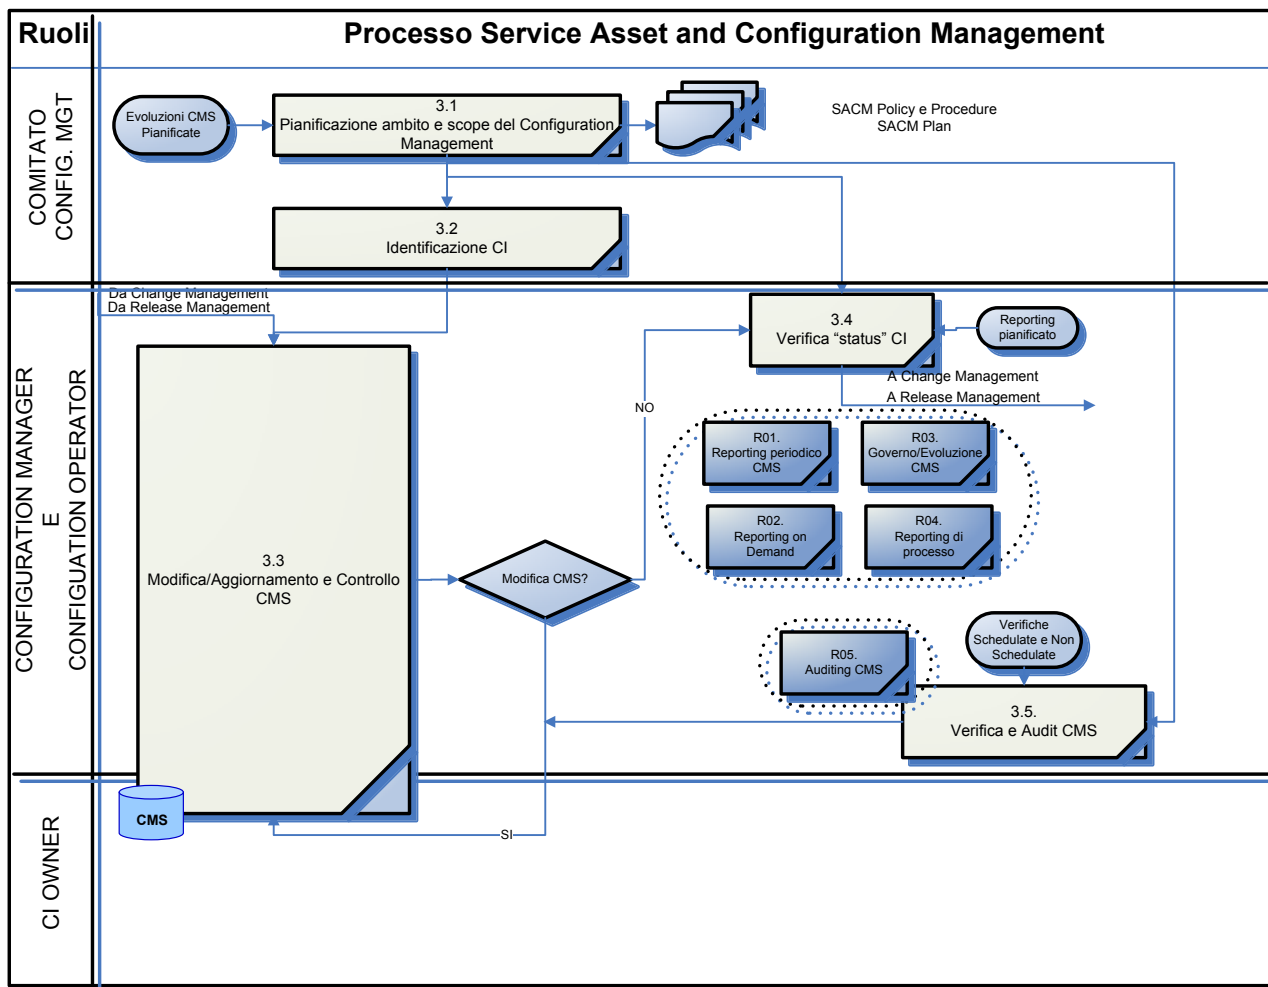 Ruoli
Processo Service Asset and Configuration Management
COMITATO
CONFIG. MGT
Evoluzioni CMS
Pianificate
3.1
Pianificazione ambito e scope del Configuration
Management
SACM Policy e Procedure
SACM Plan
3.2
Identificazione CI
CONFIGURATION MANAGER
E
CONFIGUATION OPERATOR
Da Change Management
Da Release Management
3.4
Verifica “status” CI
Reporting
pianificato
A Change Management
A Release Management
NO
R01.
Reporting periodico
CMS
R03.
Governo/Evoluzione
CMS
R02.
Reporting on
Demand
R04.
Reporting di
processo
3.3
Modifica/Aggiornamento e Controllo
CMS
Modifica CMS?
Verifiche
Schedulate e Non
Schedulate
R05.
Auditing CMS
3.5.
Verifica e Audit CMS
CI OWNER
CMS
SI